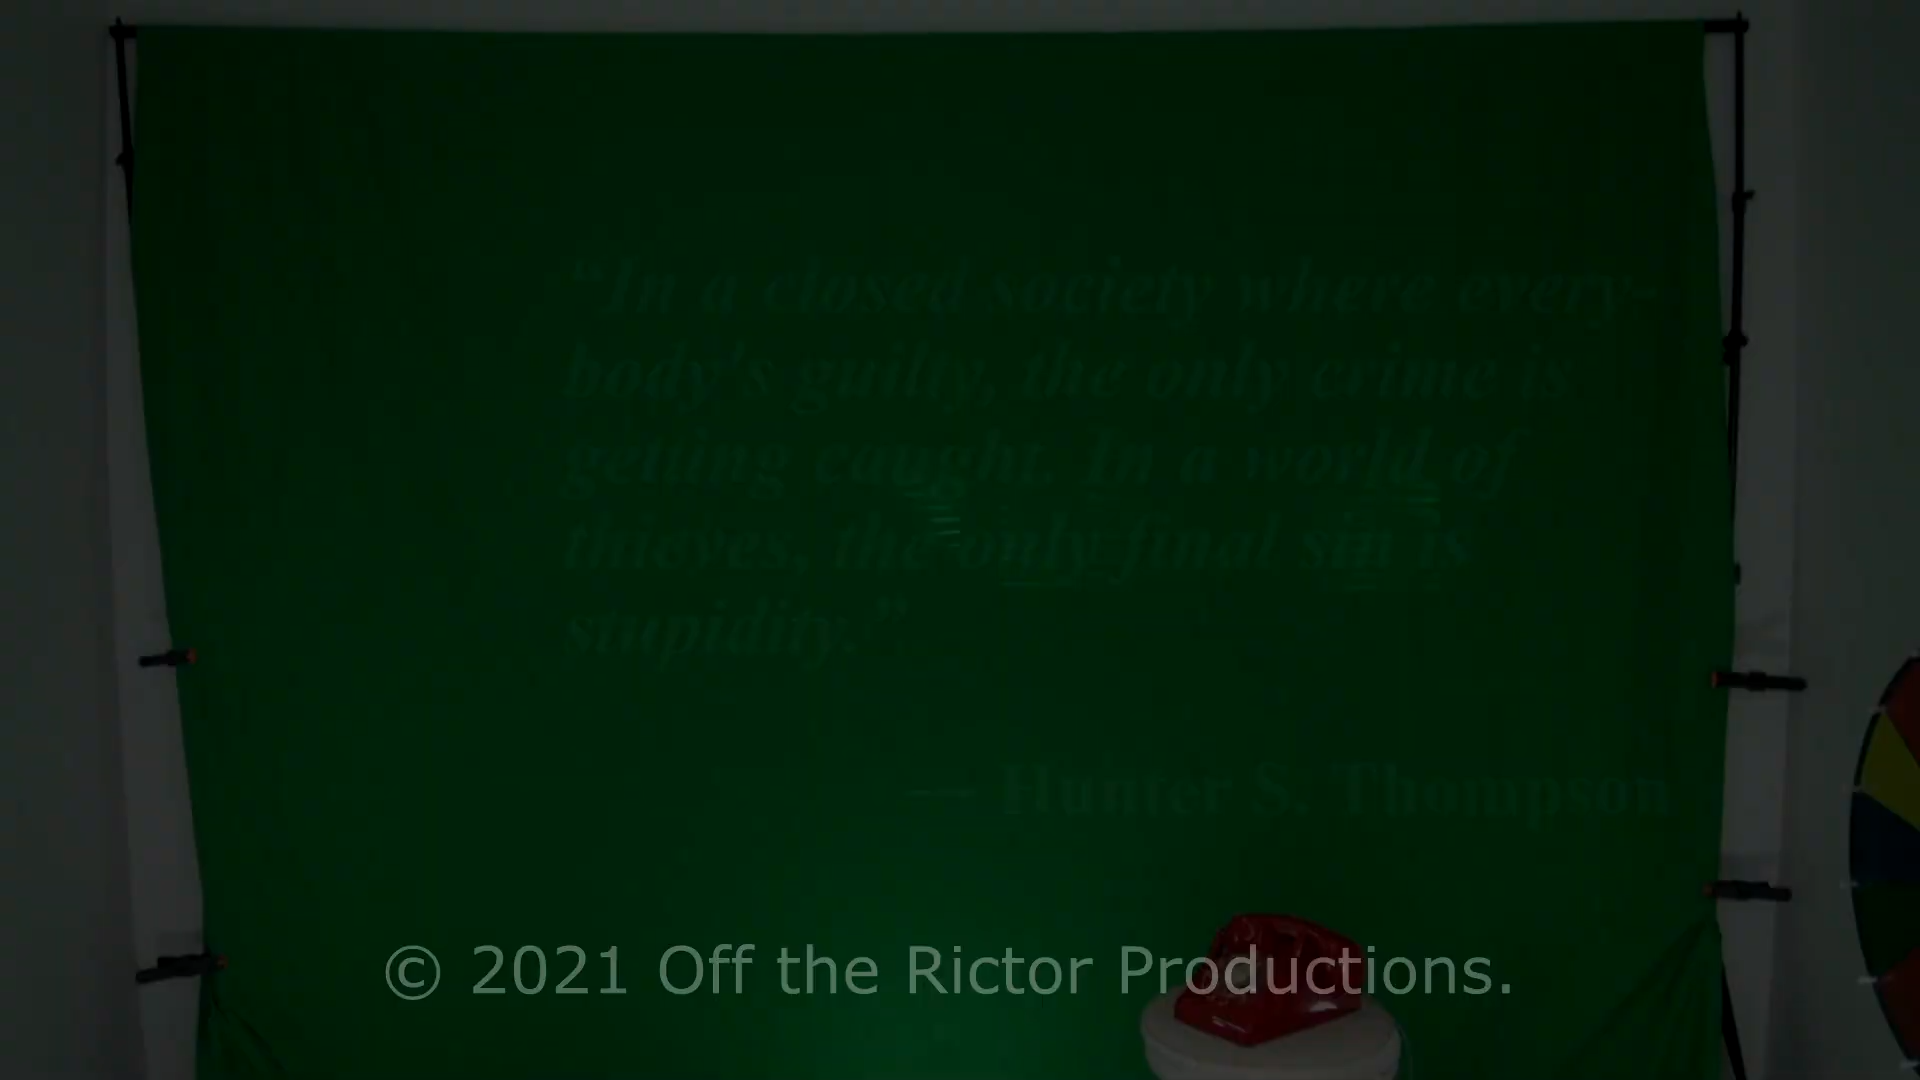 “In a closed society where every-
body's guilty, the only crime is
getting caught. In a world of
thieves, the only final sin is
stupidity.”
— Hunter S. Thompson
© 2021 Off the Rictor Productions.